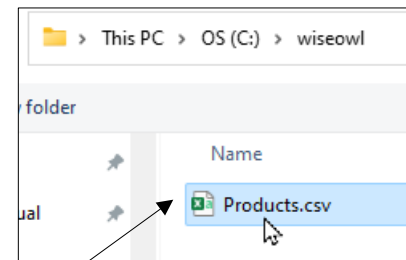 This PC > OS (C:) > wiseowl
folder
Name
ual
Products.csv